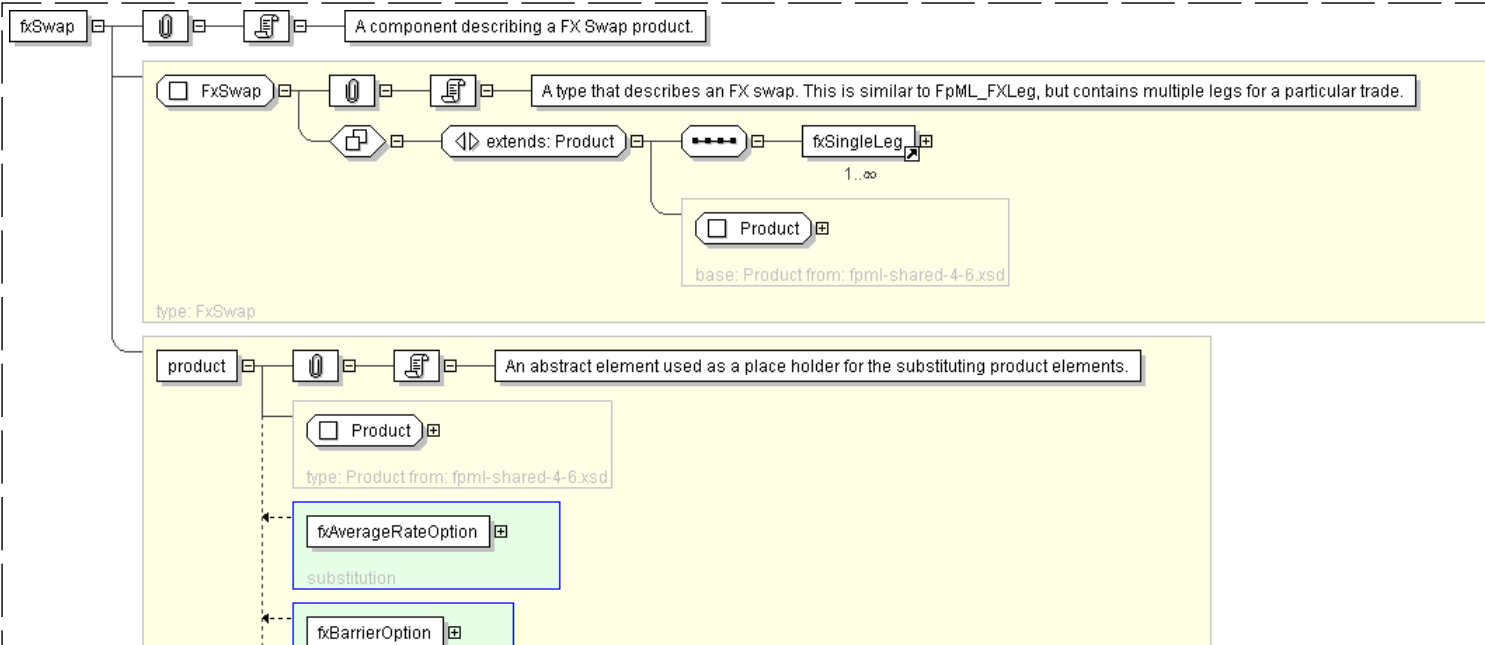 fxSwap A component describing a FX Swap product.
FxSwap A type that describes an FX swap. This is similar to FpML_FXLeg, but contains multiple legs for a particular trade.
extends: Product fxSingleLeg
1..∞
Product
base: Product from: fpml-shared-4-6.xsd
type: FxSwap
product An abstract element used as a place holder for the substituting product elements.
Product
type: Product from: fpml-shared-4-6.xsd
fxAverageRateOption
substitution
fxBarrierOption